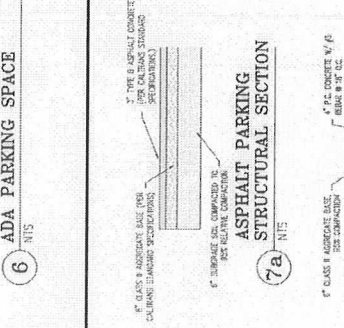 6 ADA PARKING SPACE
NTS
8" CLASS II AGGREGATE BASE (PER
CALTRANS STANDARD SPECIFICATIONS)
3" TYPE B ASPHALT CONCRETE
(PER CALTRANS STANDARD
SPECIFICATIONS.)
6" SUBGRADE SOIL COMPACTED TO
RELATIVE COMPACTION
7a ASPHALT PARKING
STRUCTURAL SECTION
NTS
6" CLASS II AGGREGATE BASE
COMPACTION
4" P.C. CONCRETE W/ #3
REBAR @ 18" O.C.